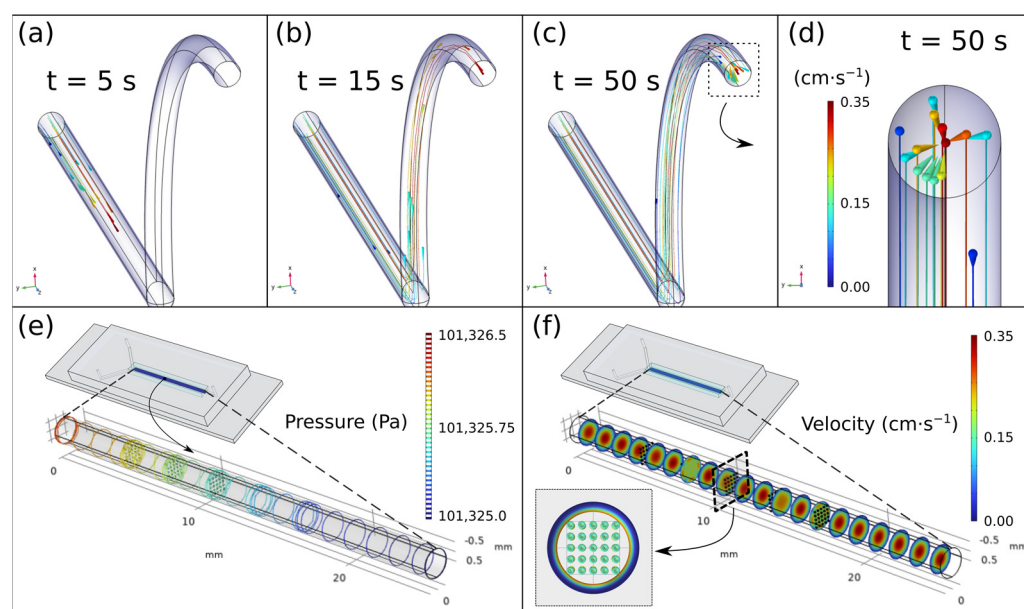 (a)
t = 5 s
x
y
z
(b)
t = 15 s
x
y
z
(c)
t = 50 s
x
y
z
(d)
t = 50 s
(cm·s⁻¹)
0.35
0.15
0.00
x
y
(e)
101,326.5
Pressure (Pa)
101,325.75
101,325.0
0
10
mm
20
-0.5
0.5
mm
0
(f)
0.35
Velocity (cm·s⁻¹)
0.15
0.00
0
10
mm
20
-0.5
0.5
mm
0